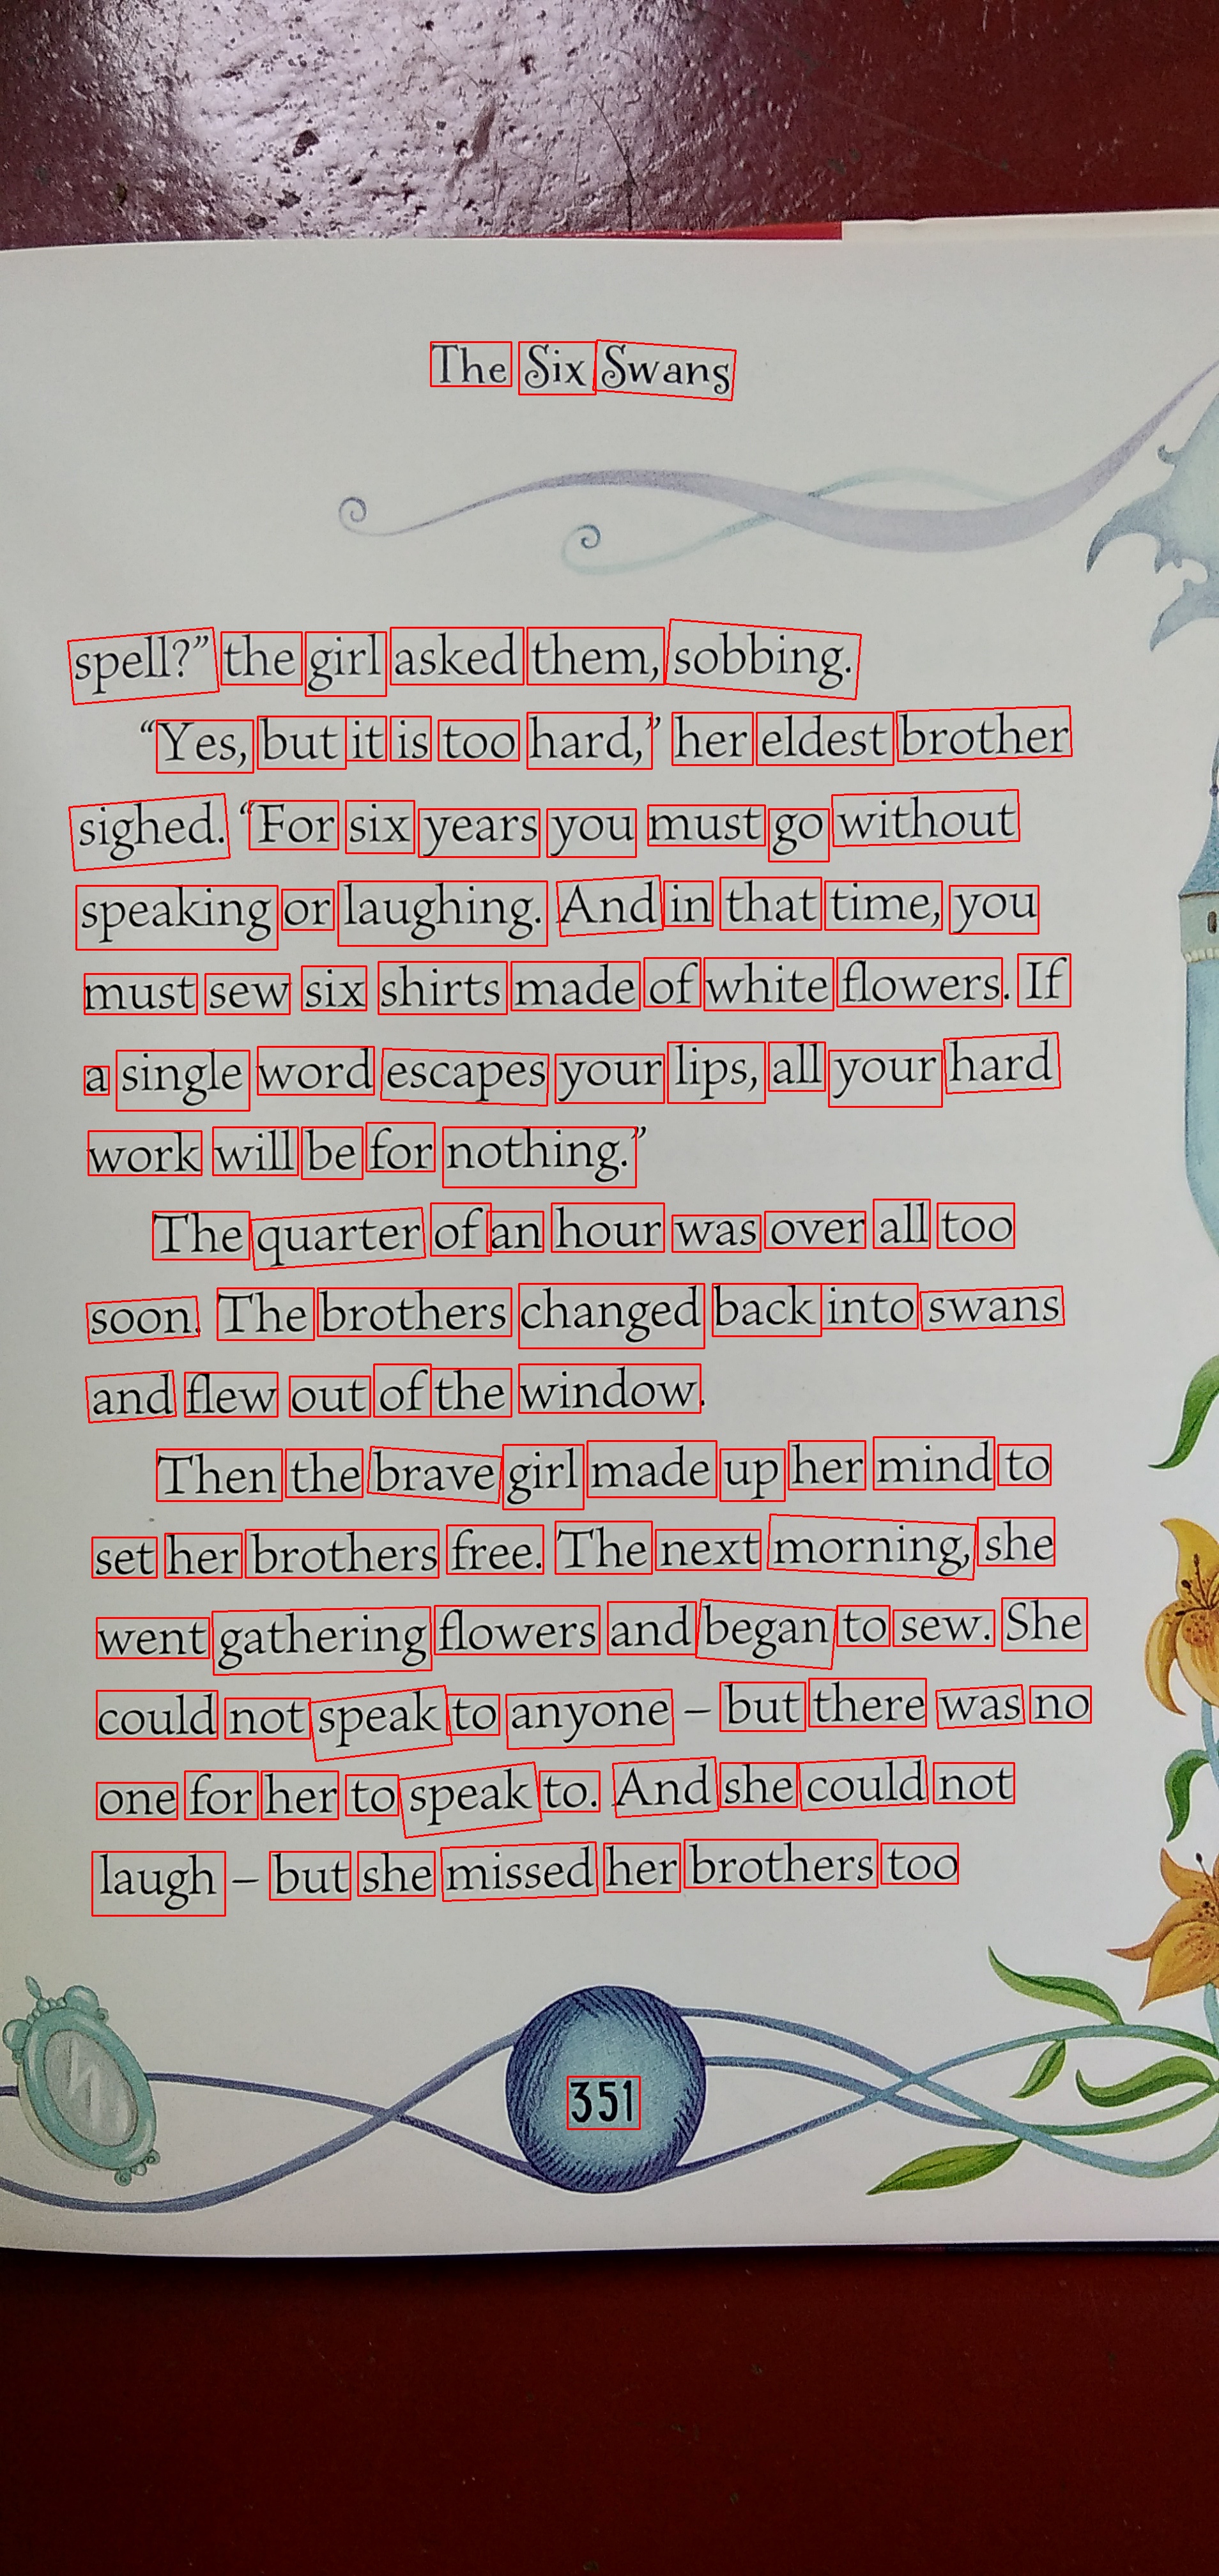 The Six Swans
spell?” the girl asked them, sobbing.
“Yes, but it is too hard,” her eldest brother
sighed. “For six years you must go without
speaking or laughing. And in that time, you
must sew six shirts made of white flowers. If
a single word escapes your lips, all your hard
work will be for nothing.”
The quarter of an hour was over all too
soon. The brothers changed back into swans
and flew out of the window.
Then the brave girl made up her mind to
set her brothers free. The next morning, she
went gathering flowers and began to sew. She
could not speak to anyone – but there was no
one for her to speak to. And she could not
laugh – but she missed her brothers too
351